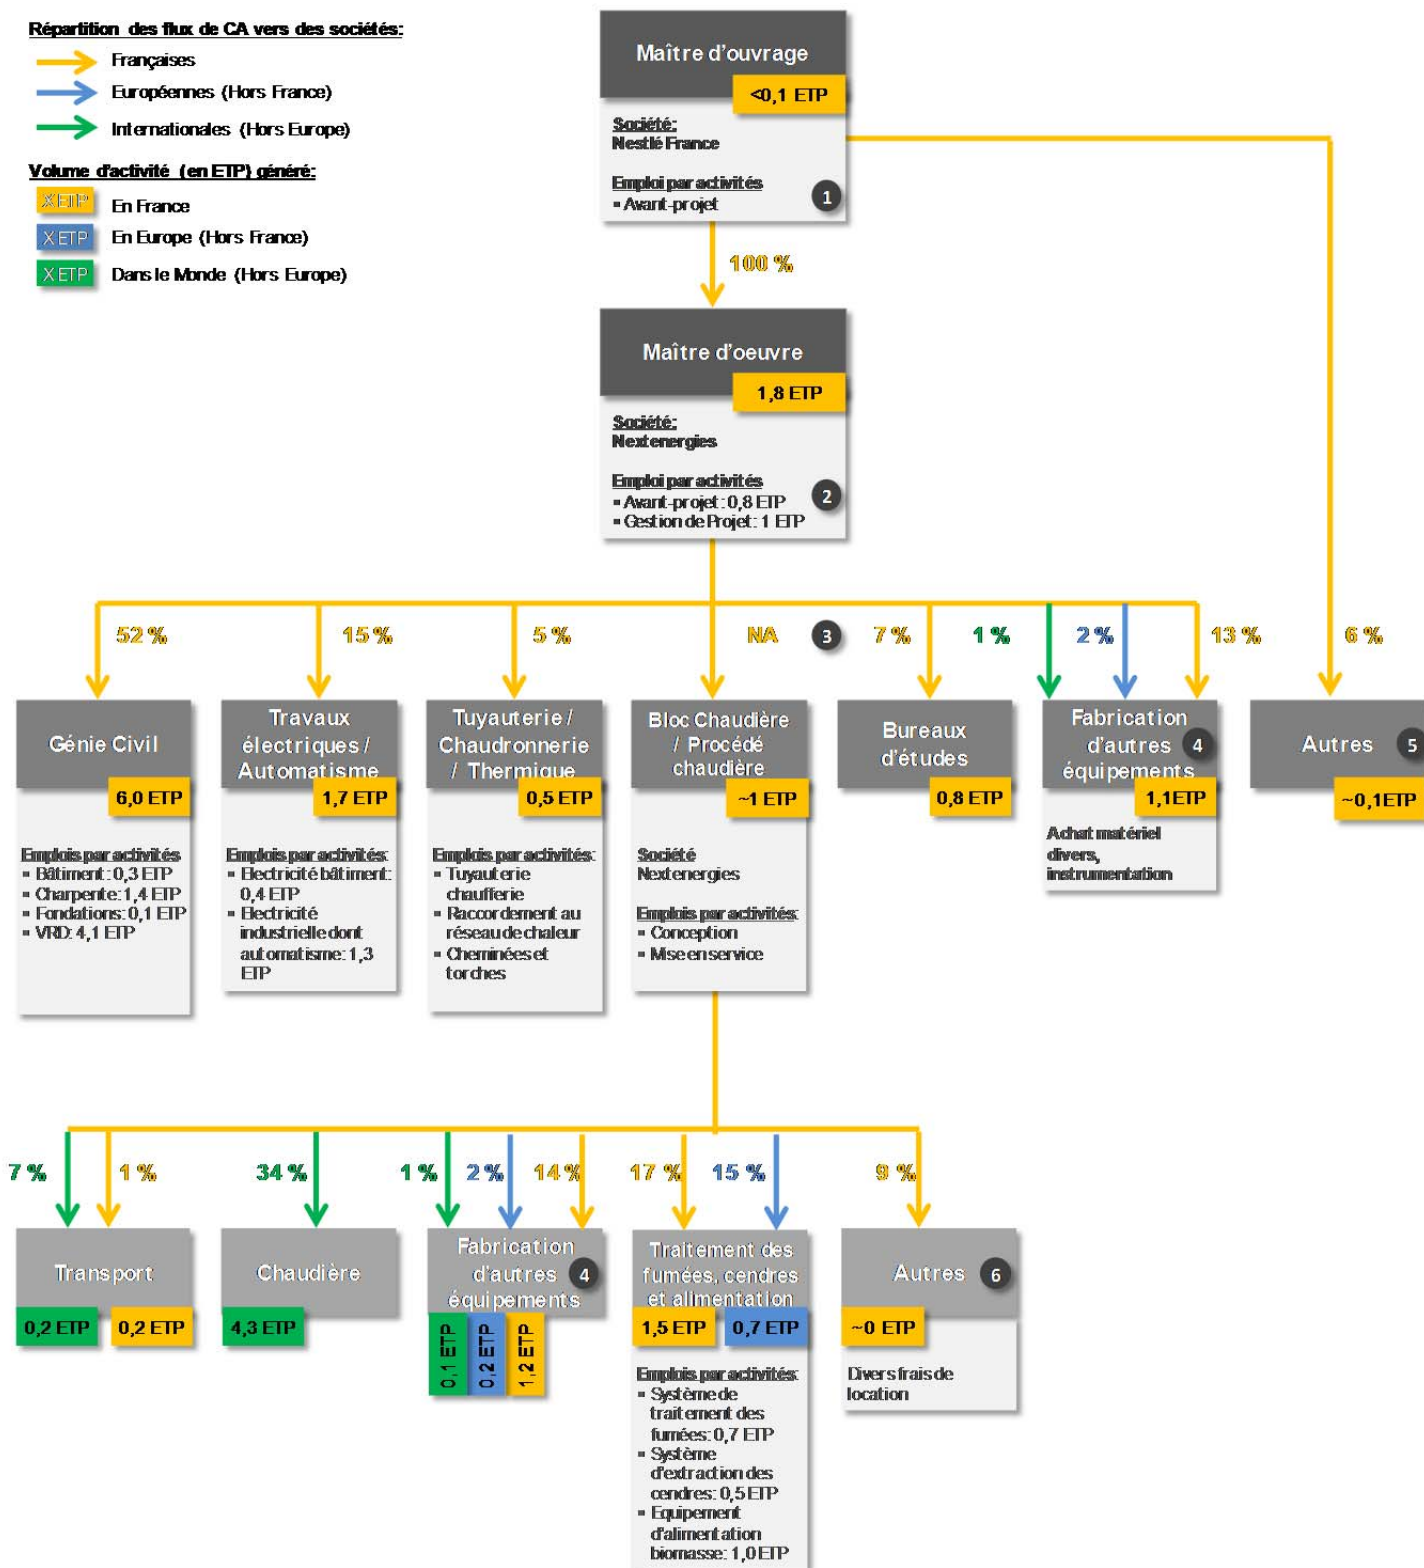 Répartition des flux de CA vers des sociétés:
Françaises
Européennes (Hors France)
Internationales (Hors Europe)
Volume d'activité (en ETP) généré:
X ETP
En France
X ETP
En Europe (Hors France)
X ETP
Dans le Monde (Hors Europe)
Maître d'ouvrage
<0,1 ETP
Société:
Nestlé France
Emploi par activités
▪ Avant-projet
1
100 %
Maître d'oeuvre
1,8 ETP
Société:
Nextenergies
Emploi par activités
▪ Avant-projet: 0,8 ETP
▪ Gestion de Projet: 1 ETP
2
52 %
15 %
5 %
NA
3
7 %
1 %
2 %
13 %
6 %
Génie Civil
6,0 ETP
Emplois par activités
▪ Bâtiment: 0,3 ETP
▪ Charpente: 1,4 ETP
▪ Fondations: 0,1 ETP
▪ VRD: 4,1 ETP
Travaux
électriques /
Automatisme
1,7 ETP
Emplois par activités:
▪ Electricité bâtiment:
0,4 ETP
▪ Electricité
industrielle dont
automatisme: 1,3
ETP
Tuyauterie /
Chaudronnerie
/ Thermique
0,5 ETP
Emplois par activités:
▪ Tuyauterie
chaufferie
▪ Raccordement au
réseau de chaleur
▪ Cheminées et
torches
Bloc Chaudière
/ Procédé
chaudière
~1 ETP
Société
Nextenergies
Emplois par activités:
▪ Conception
▪ Mise en service
Bureaux
d'études
0,8 ETP
Fabrication
d'autres
équipements
4
1,1ETP
Achat matériel
divers,
instrumentation
Autres
5
~0,1ETP
7 %
1 %
34 %
1 %
2 %
14 %
17 %
15 %
9 %
Transport
0,2 ETP
0,2 ETP
Chaudière
4,3 ETP
Fabrication
d'autres
équipements
4
0,1 ETP
0,2 ETP
1,2 ETP
Traitement des
fumées, cendres
et alimentation
1,5 ETP
0,7 ETP
Emplois par activités:
▪ Système de
traitement des
fumées: 0,7 ETP
▪ Système
d'extraction des
cendres: 0,5 ETP
▪ Equipement
d'alimentation
biomasse: 1,0 ETP
Autres
6
~0 ETP
Divers frais de
location